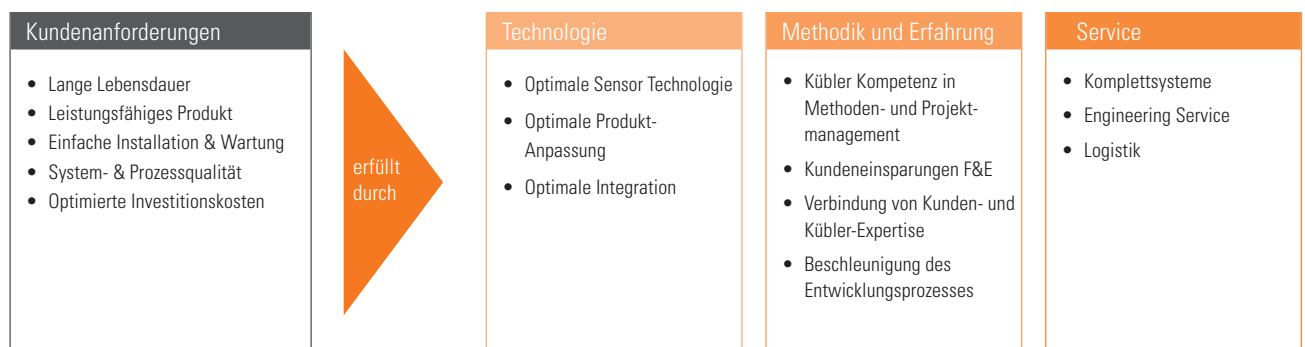 Kundenanforderungen
• Lange Lebensdauer
• Leistungsfähiges Produkt
• Einfache Installation & Wartung
• System- & Prozessqualität
• Optimierte Investitionskosten
erfüllt
durch
Technologie
• Optimale Sensor Technologie
• Optimale Produkt-
Anpassung
• Optimale Integration
Methodik und Erfahrung
• Kübler Kompetenz in
Methoden- und Projekt-
management
• Kundeneinsparungen F&E
• Verbindung von Kunden- und
Kübler-Expertise
• Beschleunigung des
Entwicklungsprozesses
Service
• Komplettsysteme
• Engineering Service
• Logistik